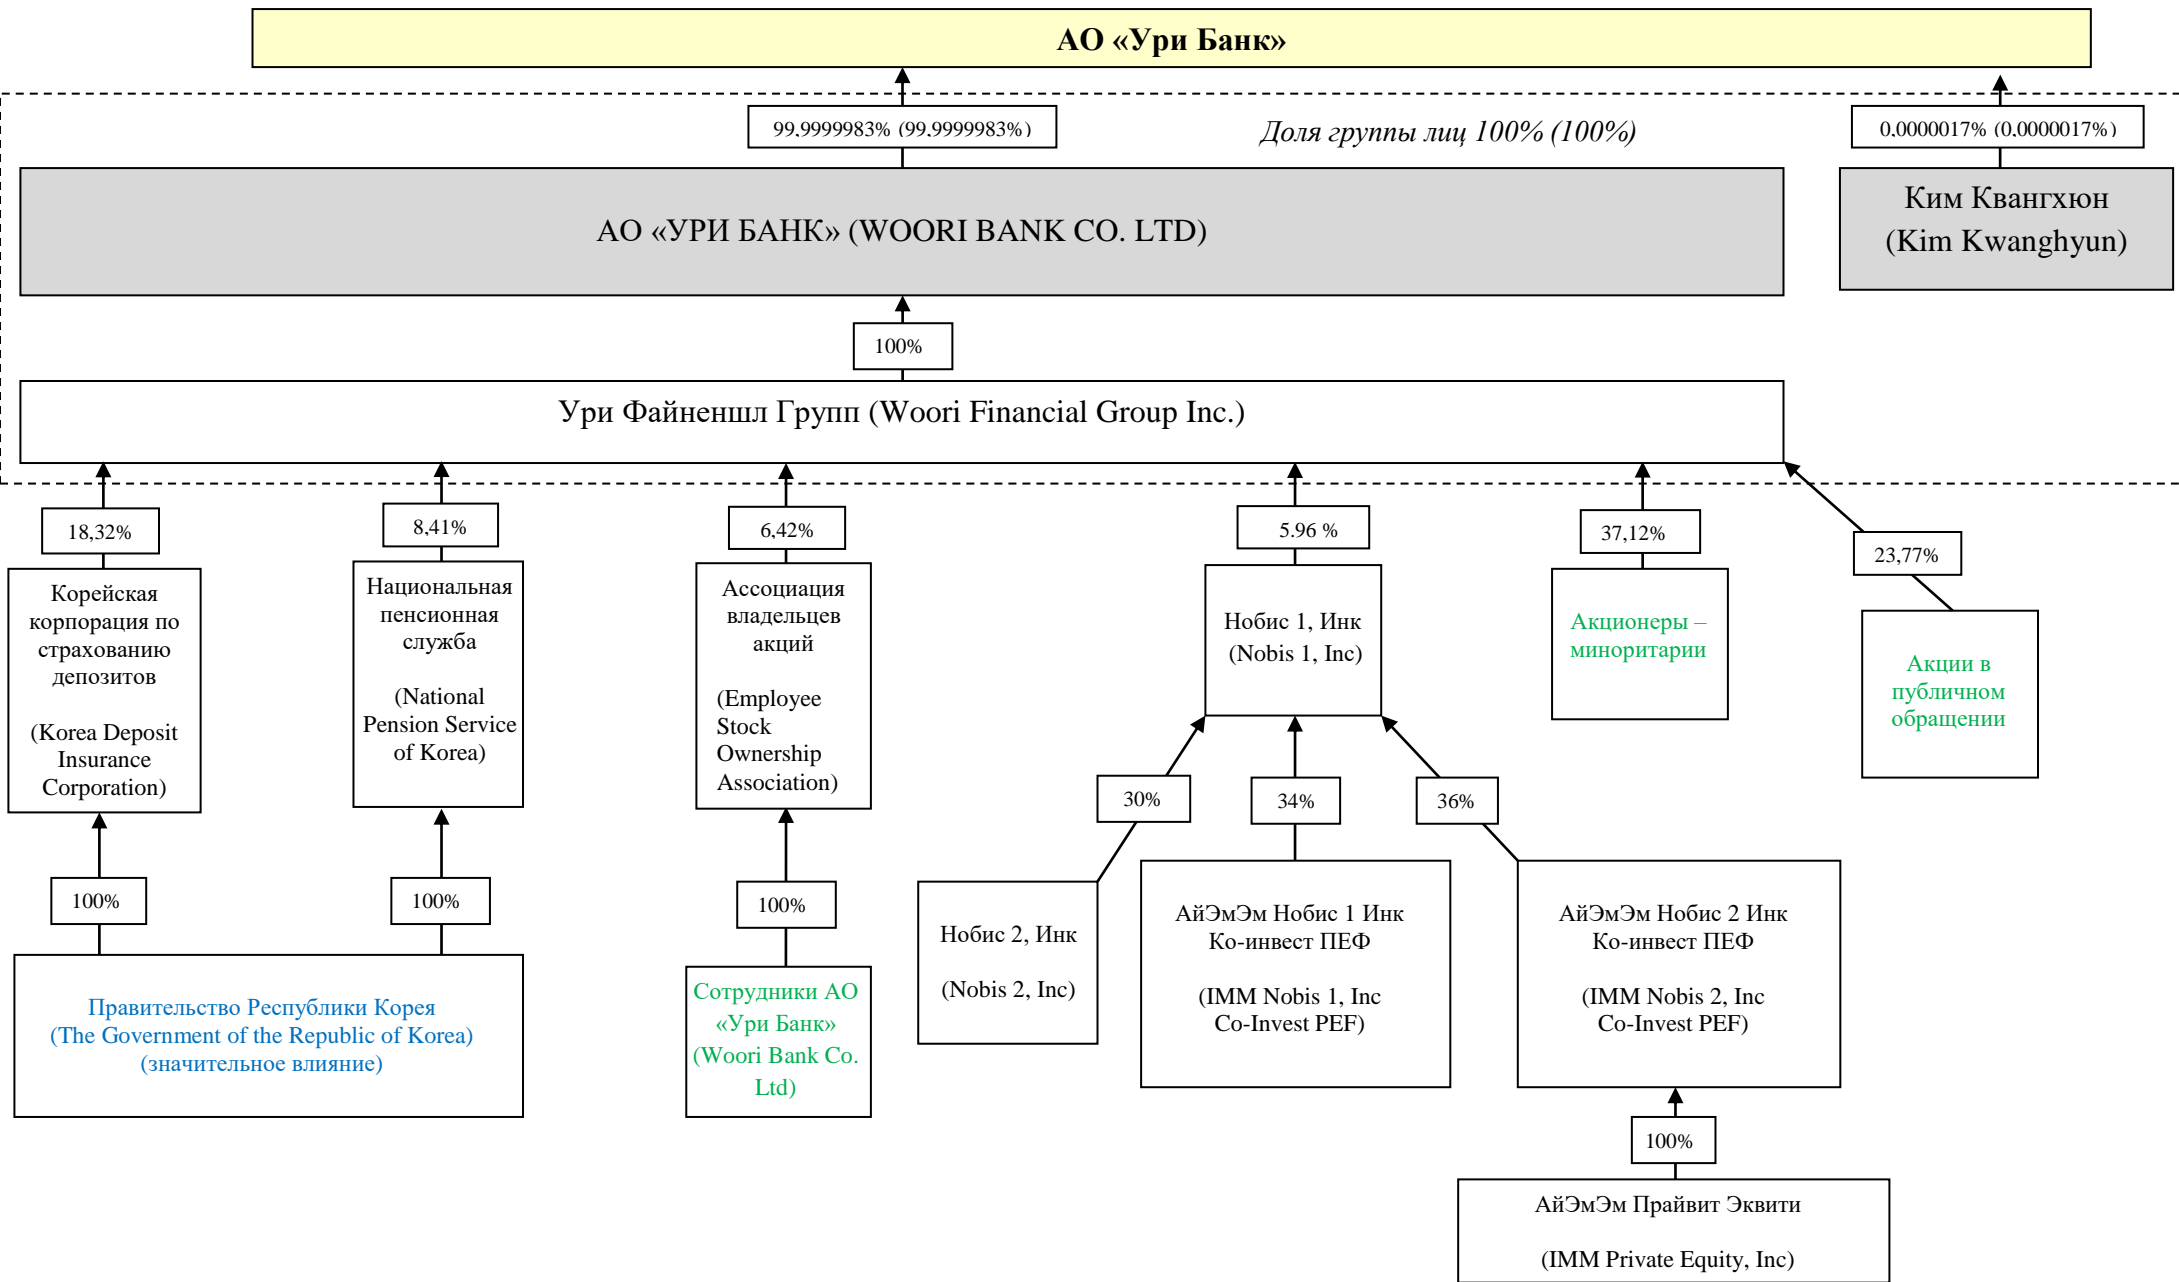 АО «Ури Банк»
99,9999983% (99,9999983%)
Доля группы лиц 100% (100%)
0,0000017% (0,0000017%)
АО «УРИ БАНК» (WOORI BANK CO. LTD)
Ким Квангхюн
(Kim Kwanghyun)
100%
Ури Файненшл Групп (Woori Financial Group Inc.)
18,32%
8,41%
6,42%
5.96 %
37,12%
23,77%
Корейская
корпорация по
страхованию
депозитов
(Korea Deposit
Insurance
Corporation)
Национальная
пенсионная
служба
(National
Pension Service
of Korea)
Ассоциация
владельцев
акций
(Employee
Stock
Ownership
Association)
Нобис 1, Инк
(Nobis 1, Inc)
Акционеры –
миноритарии
Акции в
публичном
обращении
30%
34%
36%
100%
100%
100%
Правительство Республики Корея
(The Government of the Republic of Korea)
(значительное влияние)
Сотрудники АО
«Ури Банк»
(Woori Bank Co.
Ltd)
Нобис 2, Инк
(Nobis 2, Inc)
АйЭмЭм Нобис 1 Инк
Ко-инвест ПЕФ
(IMM Nobis 1, Inc
Co-Invest PEF)
АйЭмЭм Нобис 2 Инк
Ко-инвест ПЕФ
(IMM Nobis 2, Inc
Co-Invest PEF)
100%
АйЭмЭм Прайвит Эквити
(IMM Private Equity, Inc)